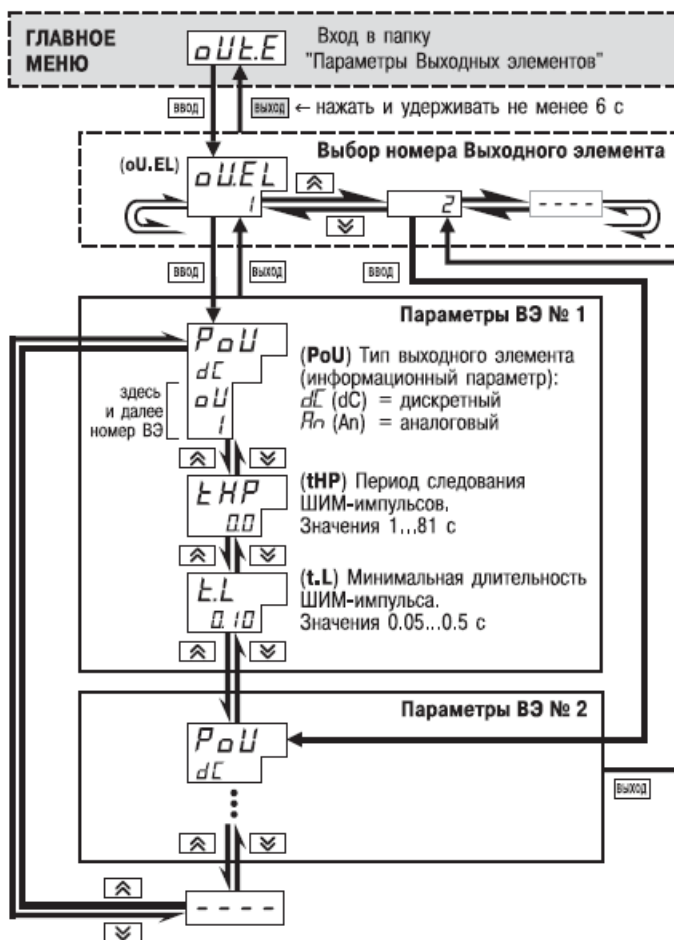 ГЛАВНОЕ
МЕНЮ
oUt.E
Вход в папку
"Параметры Выходных элементов"
ВВОД
ВЫХОД
← нажать и удерживать не менее 6 с
Выбор номера Выходного элемента
(oU.EL)
oU.EL
1
2
- - - -
ВВОД
ВЫХОД
ВВОД
Параметры ВЭ № 1
PoU
dC
oU
1
здесь
и далее
номер ВЭ
(PoU) Тип выходного элемента
(информационный параметр):
dC (dC) = дискретный
An (An) = аналоговый
tHP
0.0
(tHP) Период следования
ШИМ-импульсов.
Значения 1...81 с
t.L
0.10
(t.L) Минимальная длительность
ШИМ-импульса.
Значения 0.05...0.5 с
Параметры ВЭ № 2
PoU
dC
ВЫХОД
- - - -